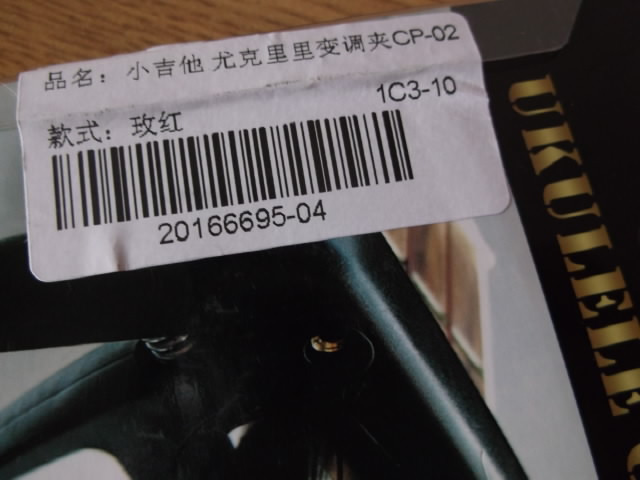 品名：小吉他 尤克里里变调夹CP-02
1C3-10
款式：玫红
20166695-04
UKULELE C